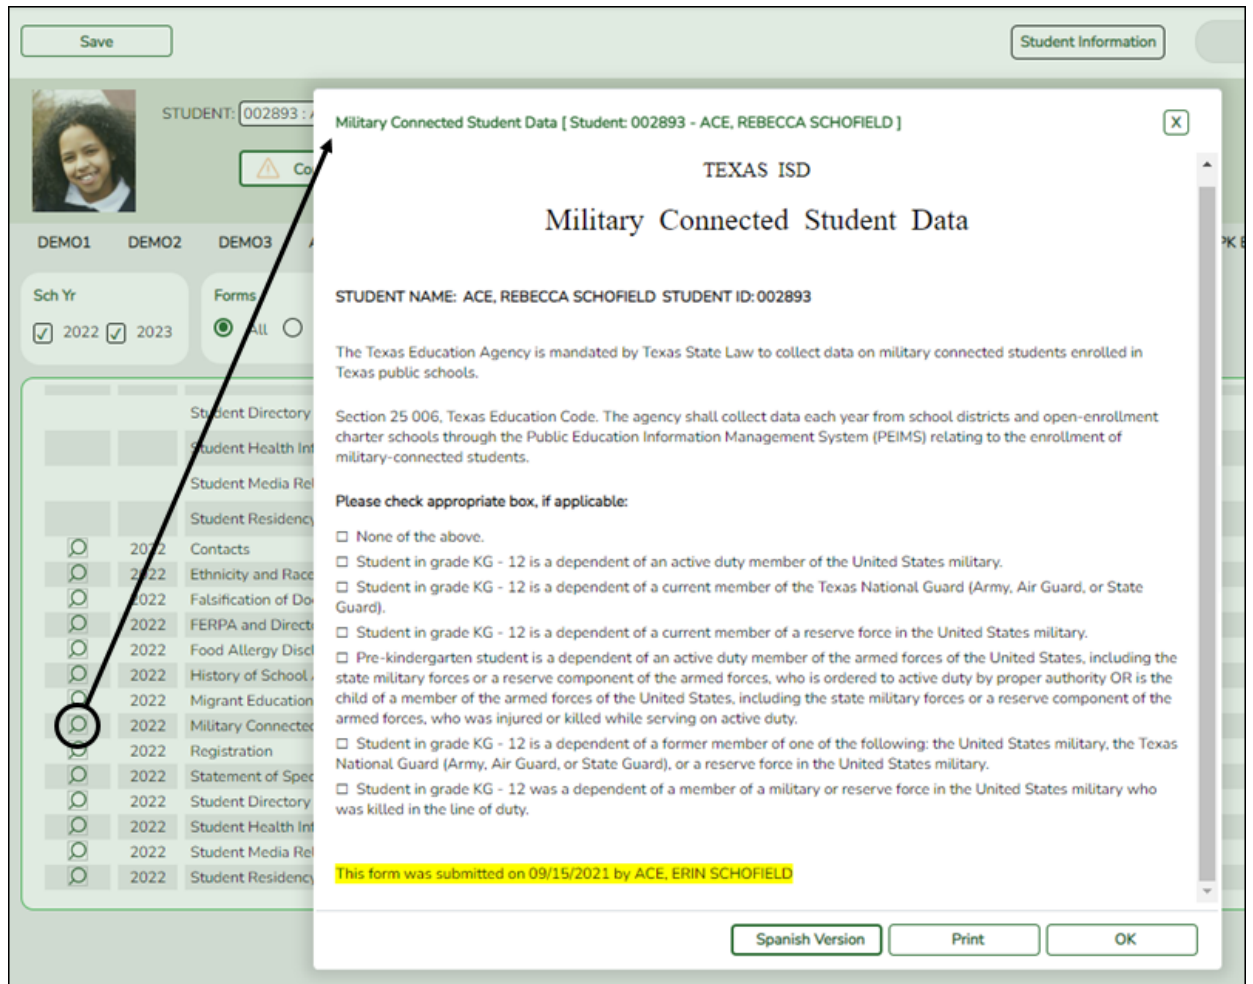 Save
Student Information
STUDENT: 002893 :
Military Connected Student Data [ Student: 002893 - ACE, REBECCA SCHOFIELD ]
X
TEXAS ISD
Military Connected Student Data
DEMO1 DEMO2 DEMO3
STUDENT NAME: ACE, REBECCA SCHOFIELD STUDENT ID: 002893
Sch Yr
Forms
2022 2023
All
The Texas Education Agency is mandated by Texas State Law to collect data on military connected students enrolled in
Texas public schools.
Section 25 006, Texas Education Code. The agency shall collect data each year from school districts and open-enrollment
charter schools through the Public Education Information Management System (PEIMS) relating to the enrollment of
military-connected students.
Please check appropriate box, if applicable:
☐ None of the above.
☐ Student in grade KG - 12 is a dependent of an active duty member of the United States military.
☐ Student in grade KG - 12 is a dependent of a current member of the Texas National Guard (Army, Air Guard, or State
Guard).
☐ Student in grade KG - 12 is a dependent of a current member of a reserve force in the United States military.
☐ Pre-kindergarten student is a dependent of an active duty member of the armed forces of the United States, including the
state military forces or a reserve component of the armed forces, who is ordered to active duty by proper authority OR is the
child of a member of the armed forces of the United States, including the state military forces or a reserve component of the
armed forces, who was injured or killed while serving on active duty.
☐ Student in grade KG - 12 is a dependent of a former member of one of the following: the United States military, the Texas
National Guard (Army, Air Guard, or State Guard), or a reserve force in the United States military.
☐ Student in grade KG - 12 was a dependent of a member of a military or reserve force in the United States military who
was killed in the line of duty.
This form was submitted on 09/15/2021 by ACE, ERIN SCHOFIELD
Spanish Version
Print
OK
Student Directory
Student Health
Student Media
Student Residency
2022 Contacts
2022 Ethnicity and Race
2022 Falsification of
2022 FERPA and
2022 Food Allergy
2022 History of School
2022 Migrant Education
2022 Military Connected
2022 Registration
2022 Statement of
2022 Student Directory
2022 Student Health
2022 Student Media
2022 Student Residency